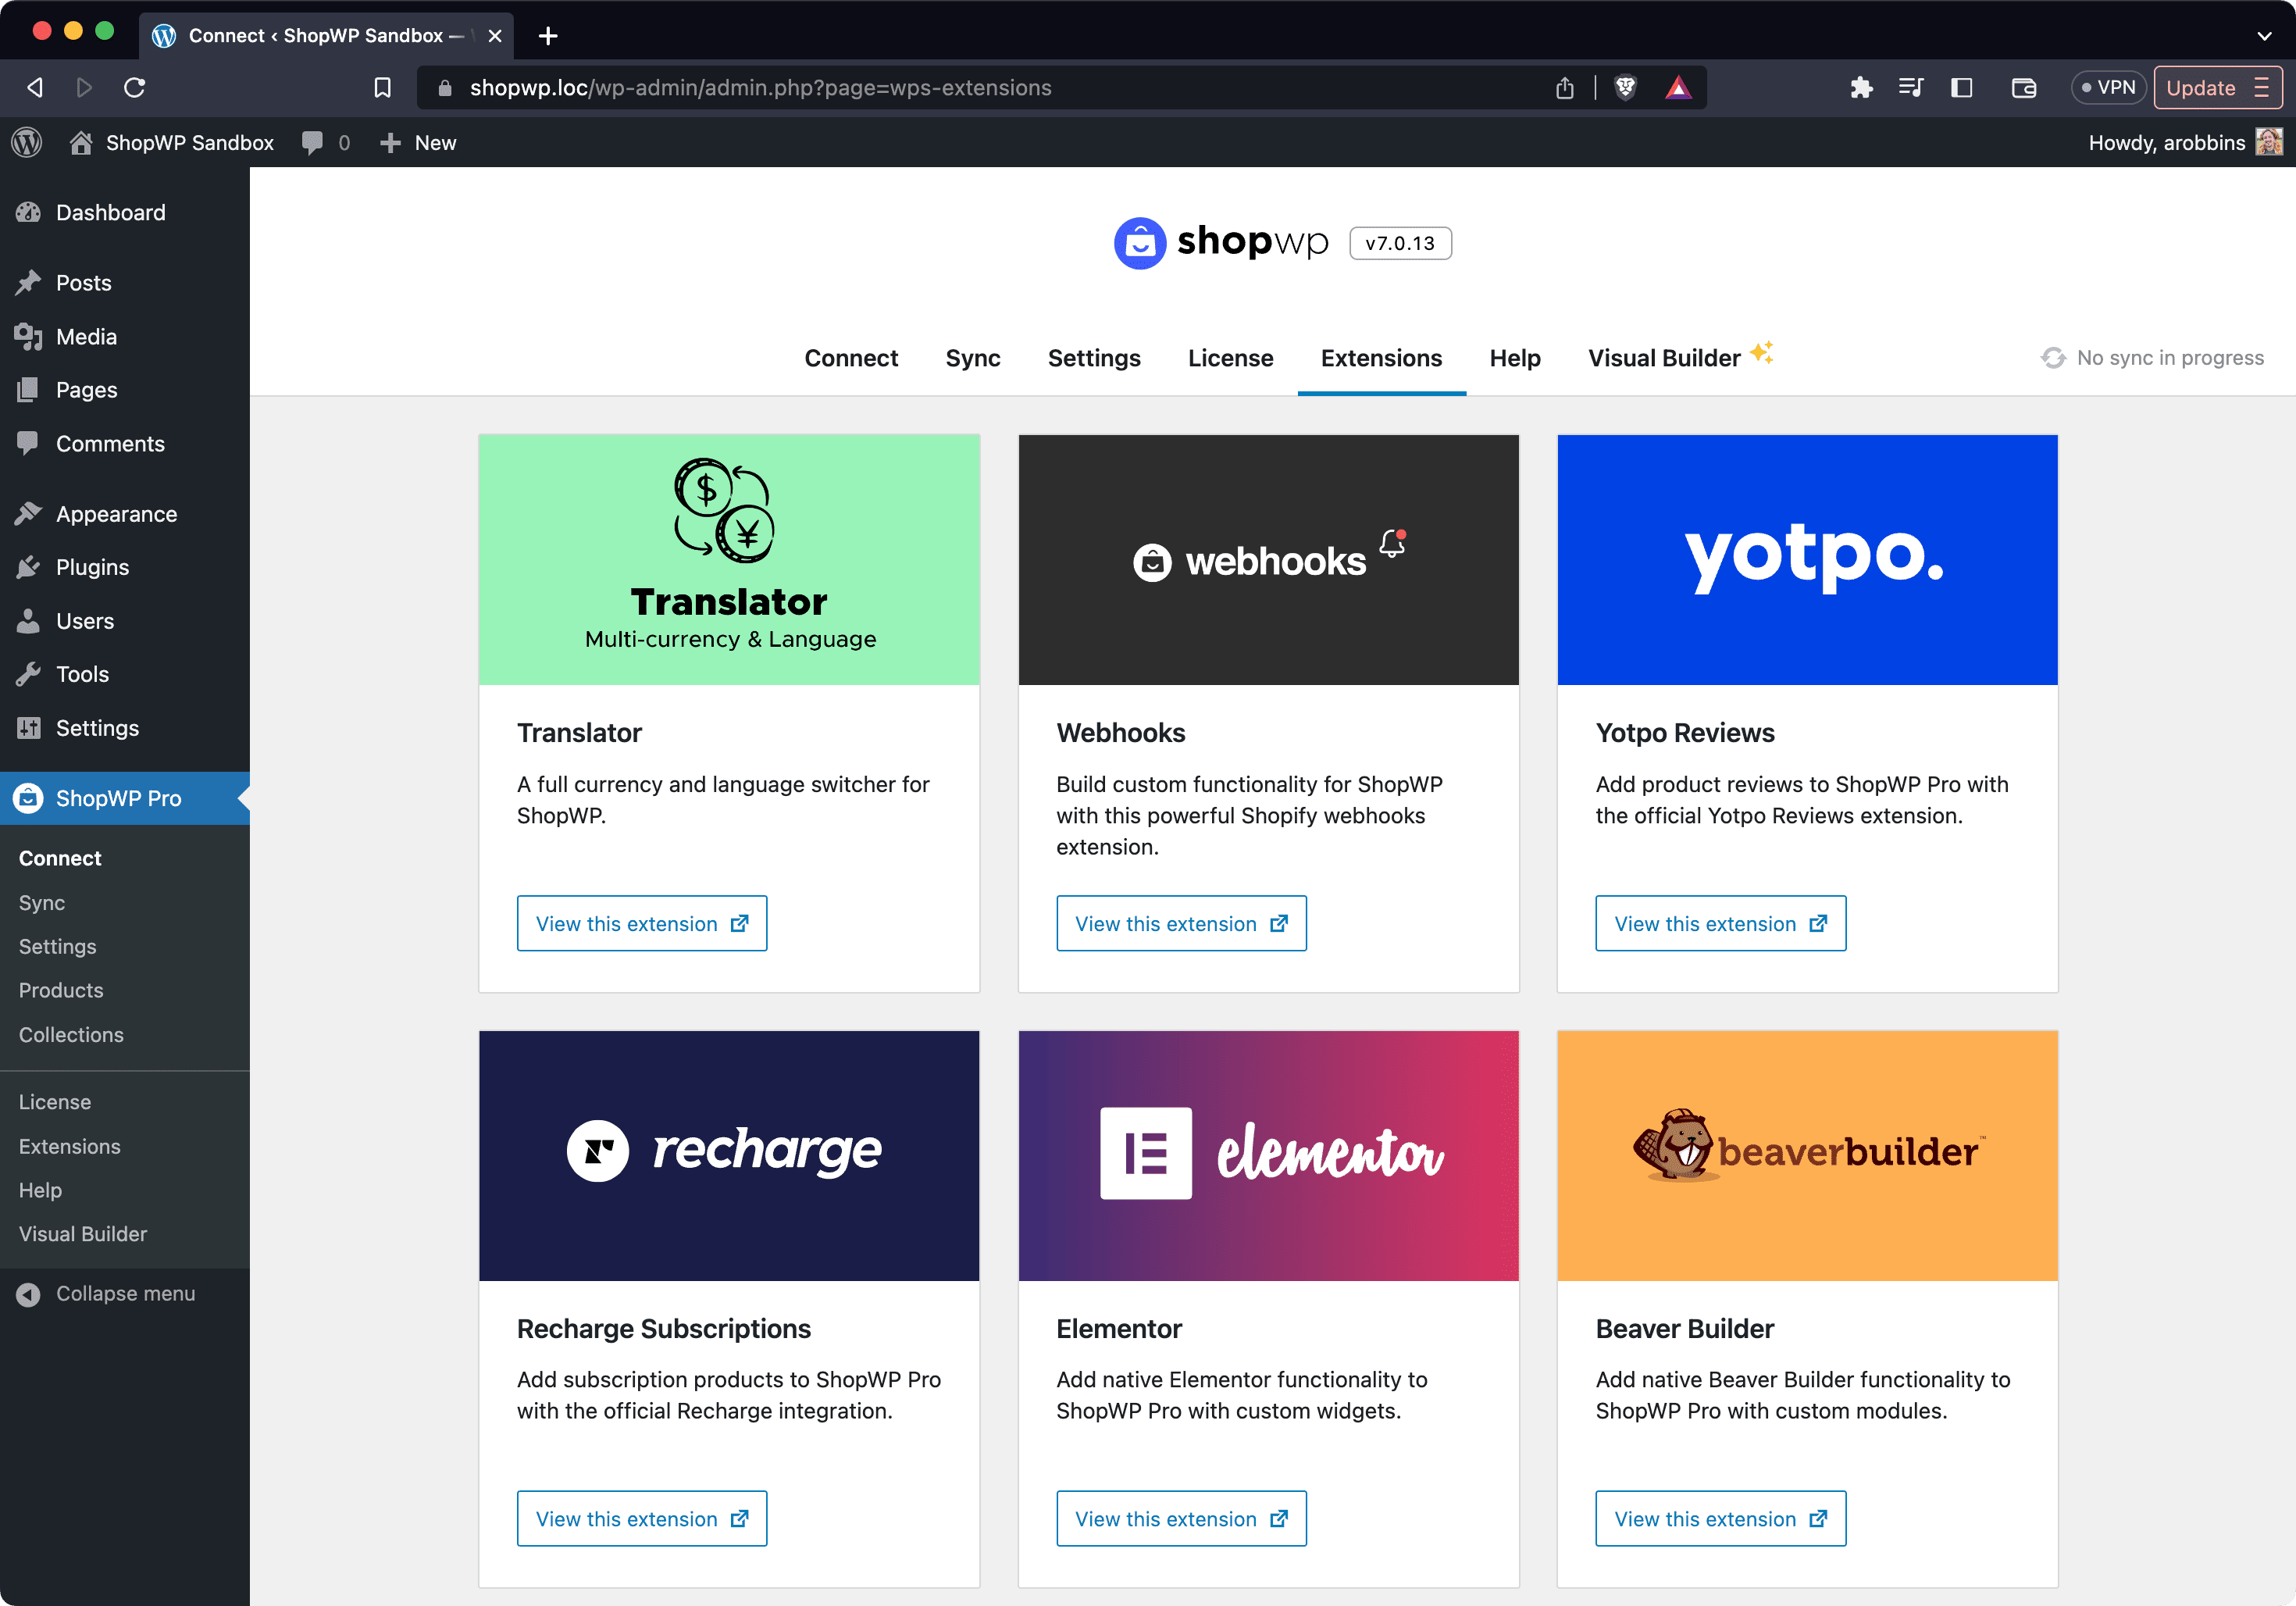 Connect ‹ ShopWP Sandbox —
shopwp.loc/wp-admin/admin.php?page=wps-extensions
VPN
Update
ShopWP Sandbox
0
New
Howdy, arobbins
Dashboard
Posts
Media
Pages
Comments
Appearance
Plugins
Users
Tools
Settings
ShopWP Pro
Connect
Sync
Settings
Products
Collections
License
Extensions
Help
Visual Builder
Collapse menu
shopwp
v7.0.13
Connect
Sync
Settings
License
Extensions
Help
Visual Builder
No sync in progress
$
¥
Translator
Multi-currency & Language
Translator
A full currency and language switcher for
ShopWP.
View this extension
webhooks
Webhooks
Build custom functionality for ShopWP
with this powerful Shopify webhooks
extension.
View this extension
yotpo.
Yotpo Reviews
Add product reviews to ShopWP Pro with
the official Yotpo Reviews extension.
View this extension
recharge
Recharge Subscriptions
Add subscription products to ShopWP Pro
with the official Recharge integration.
View this extension
elementor
Elementor
Add native Elementor functionality to
ShopWP Pro with custom widgets.
View this extension
beaverbuilder™
Beaver Builder
Add native Beaver Builder functionality to
ShopWP Pro with custom modules.
View this extension